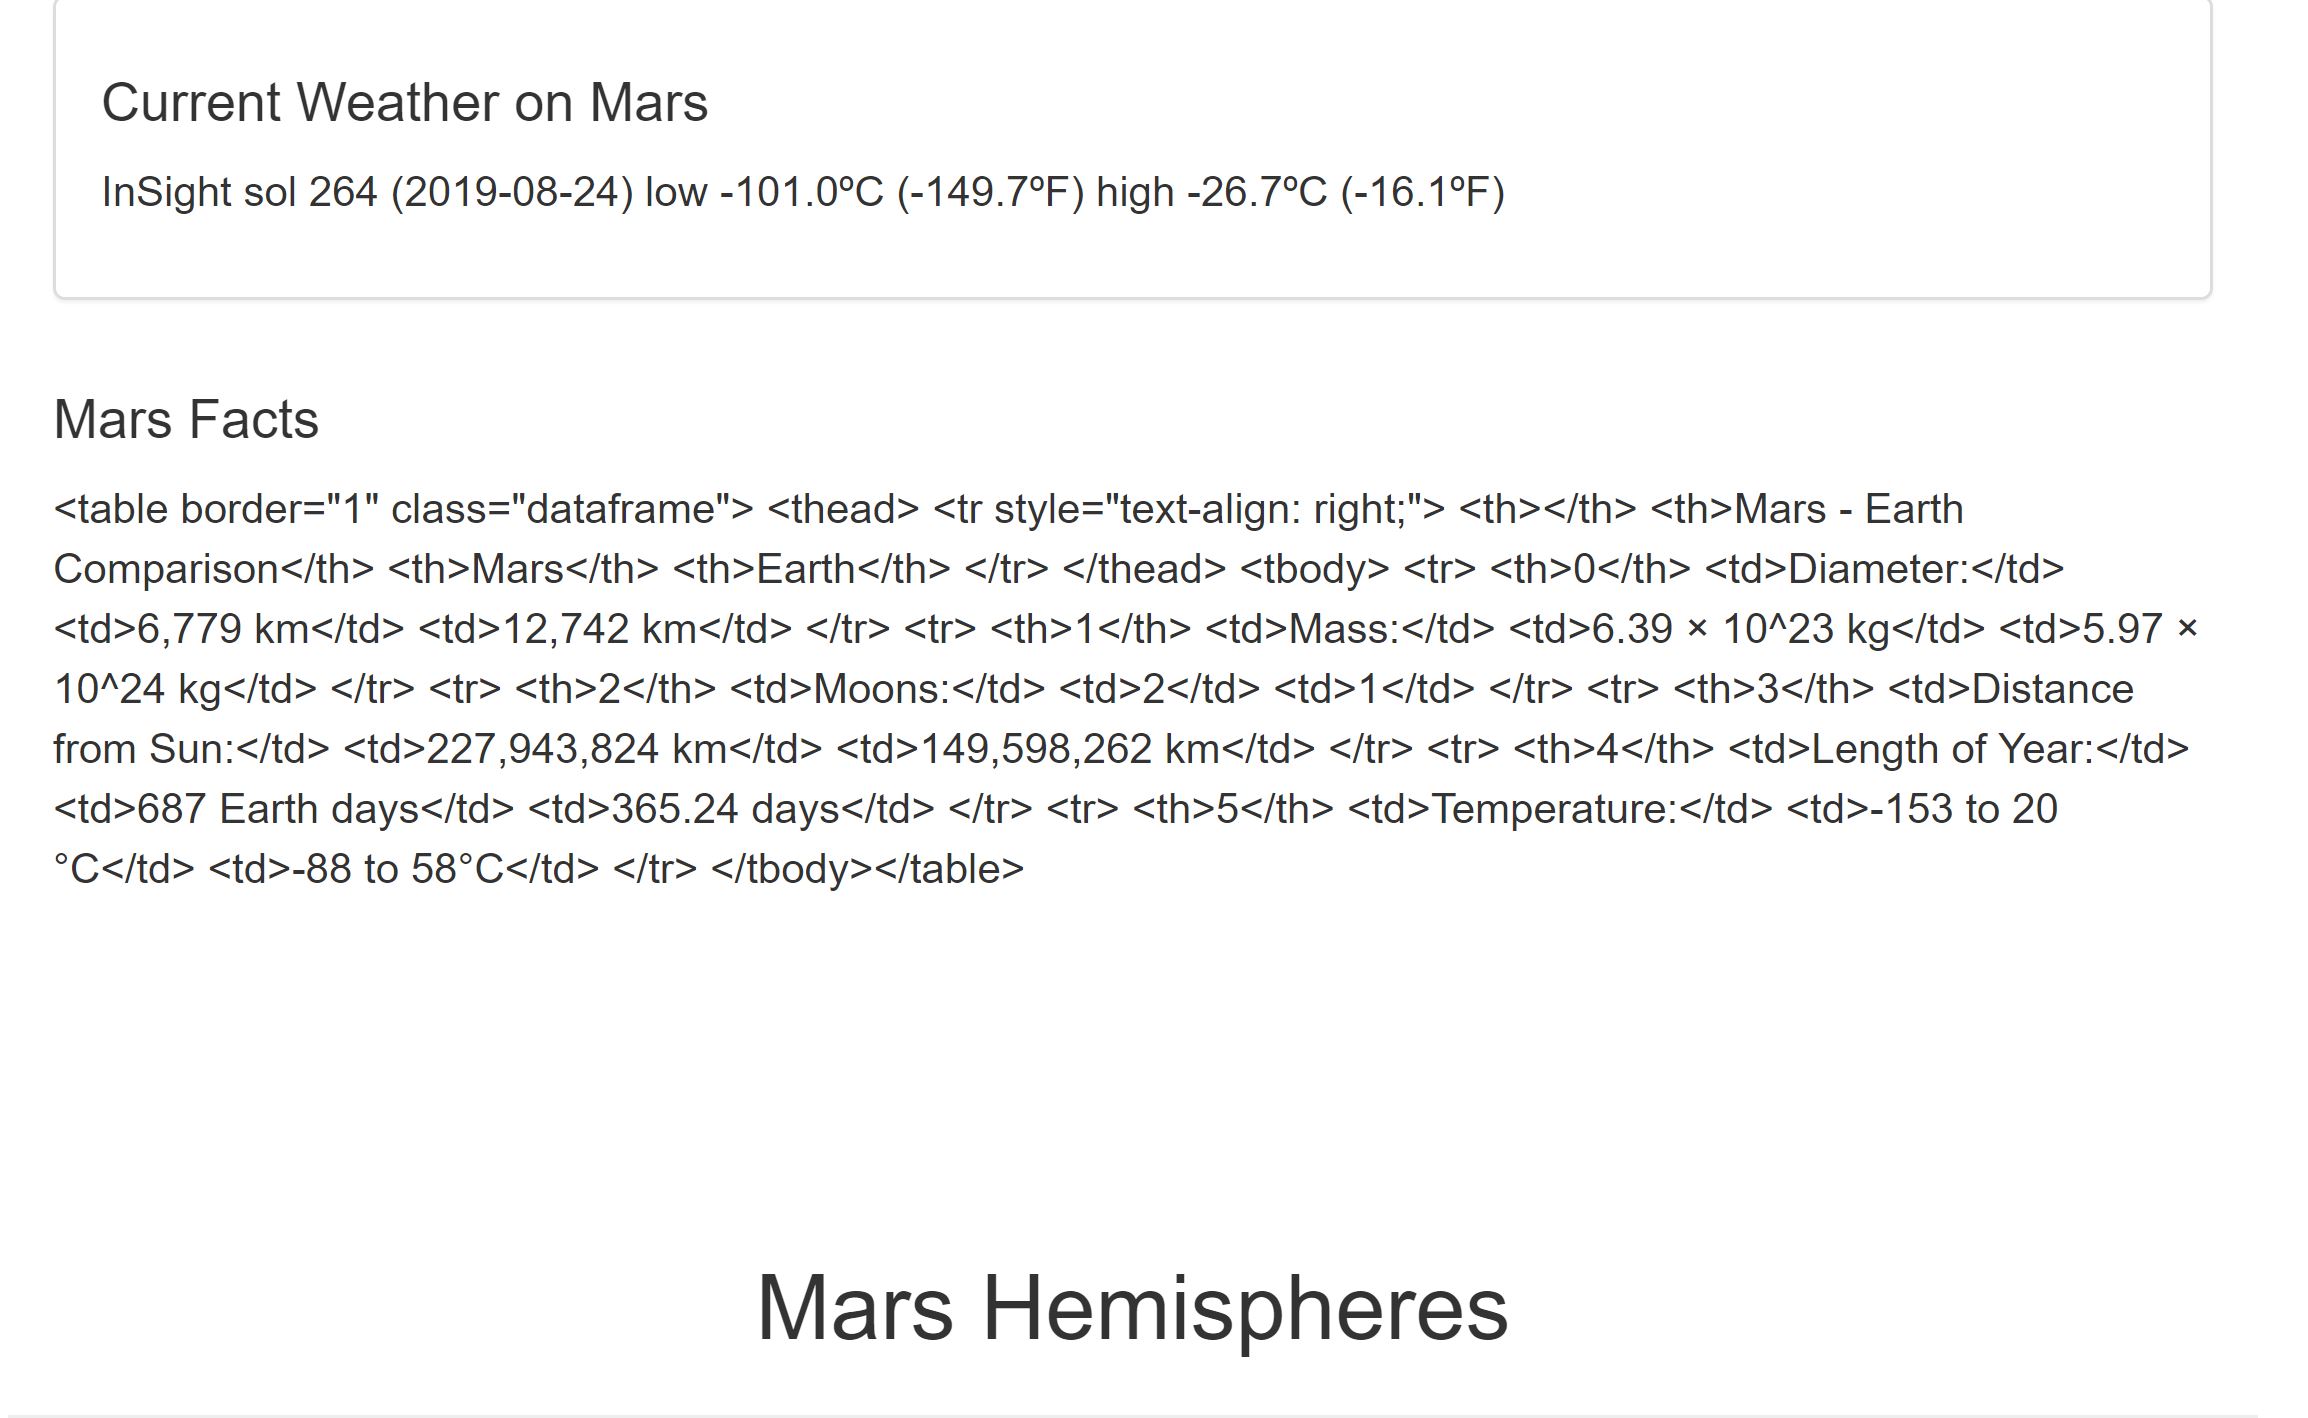 Current Weather on Mars
InSight sol 264 (2019-08-24) low -101.0ºC (-149.7ºF) high -26.7ºC (-16.1ºF)
Mars Facts
<table border="1" class="dataframe"> <thead> <tr style="text-align: right;"> <th></th> <th>Mars - Earth
Comparison</th> <th>Mars</th> <th>Earth</th> </tr> </thead> <tbody> <tr> <th>0</th> <td>Diameter:</td>
<td>6,779 km</td> <td>12,742 km</td> </tr> <tr> <th>1</th> <td>Mass:</td> <td>6.39 × 10^23 kg</td> <td>5.97 ×
10^24 kg</td> </tr> <tr> <th>2</th> <td>Moons:</td> <td>2</td> <td>1</td> </tr> <tr> <th>3</th> <td>Distance
from Sun:</td> <td>227,943,824 km</td> <td>149,598,262 km</td> </tr> <tr> <th>4</th> <td>Length of Year:</td>
<td>687 Earth days</td> <td>365.24 days</td> </tr> <tr> <th>5</th> <td>Temperature:</td> <td>-153 to 20
°C</td> <td>-88 to 58°C</td> </tr> </tbody></table>
Mars Hemispheres